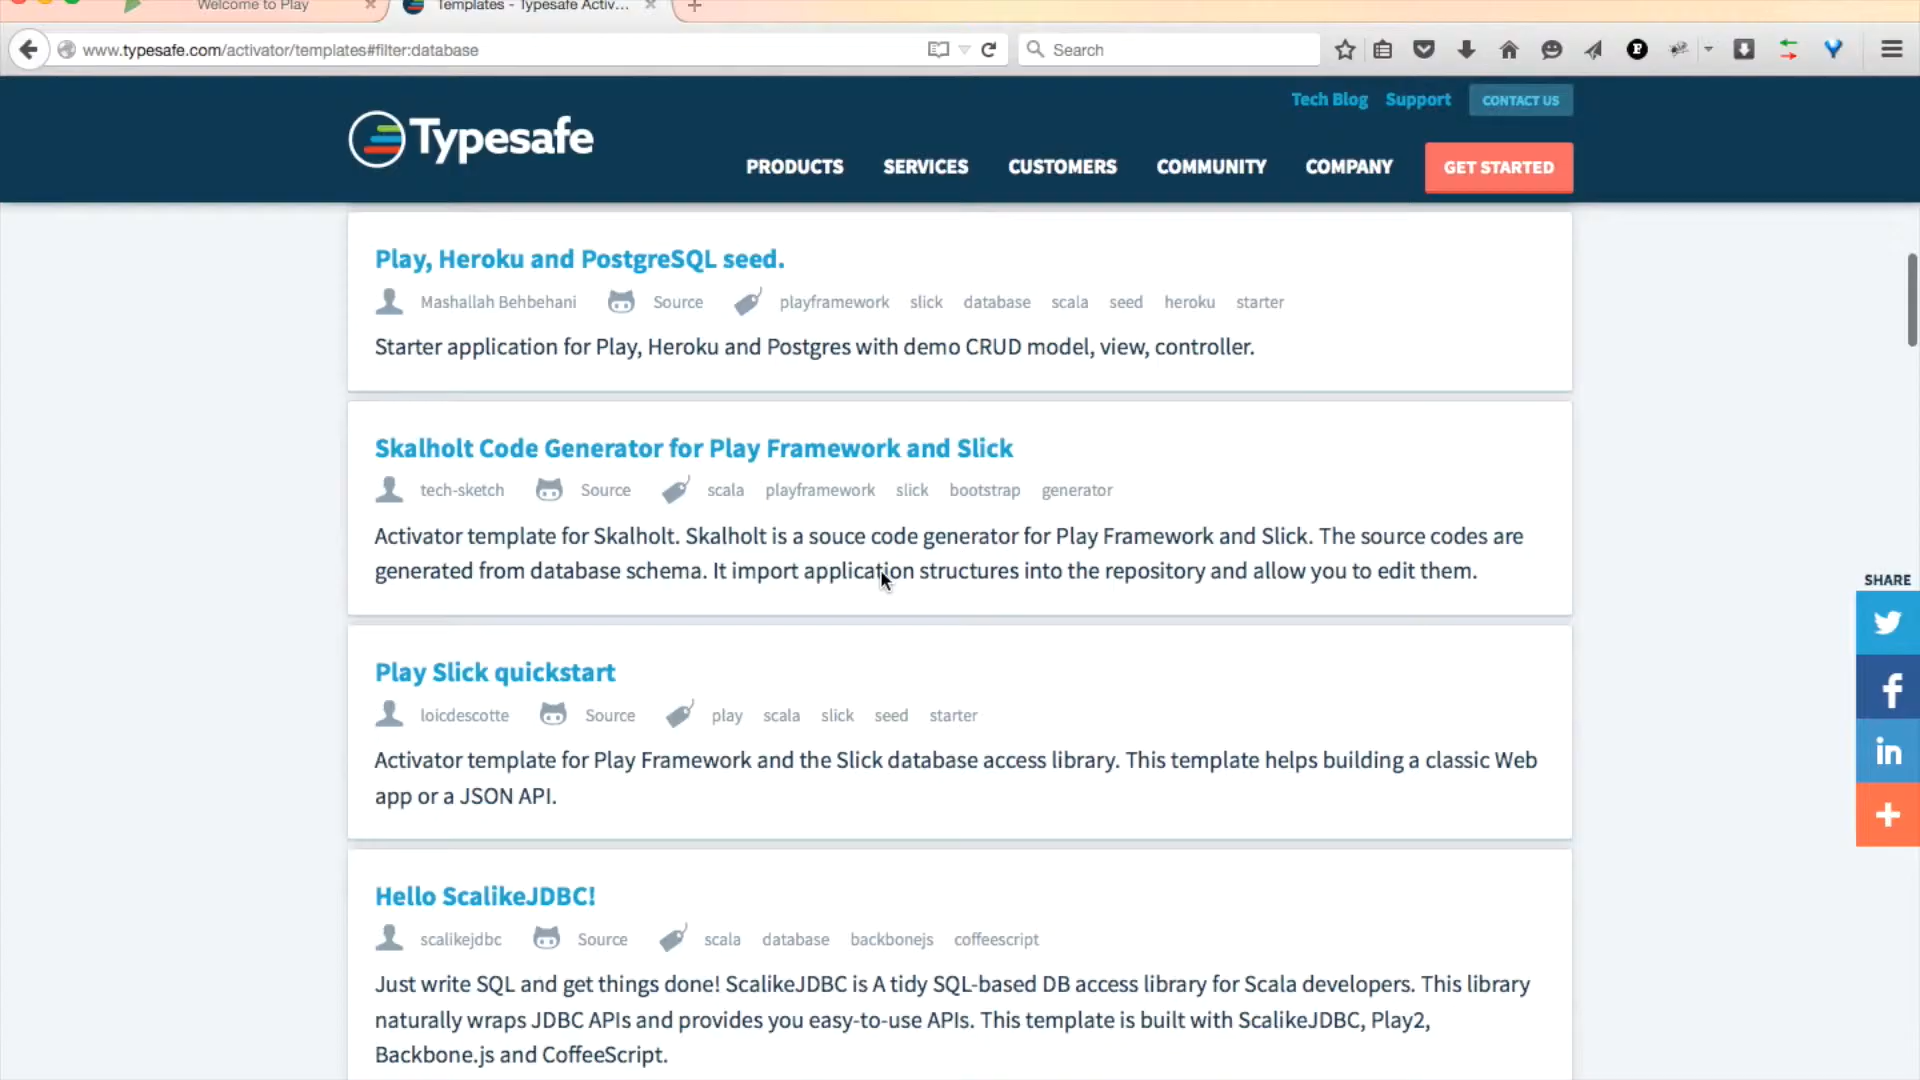 Welcome to Play
Templates - Typesafe Activ...
www.typesafe.com/activator/templates#filter:database
Search
Tech Blog Support CONTACT US
Typesafe
PRODUCTS SERVICES CUSTOMERS COMMUNITY COMPANY GET STARTED
Play, Heroku and PostgreSQL seed.
Mashallah Behbehani Source playframework slick database scala seed heroku starter
Starter application for Play, Heroku and Postgres with demo CRUD model, view, controller.
Skalholt Code Generator for Play Framework and Slick
tech-sketch Source scala playframework slick bootstrap generator
Activator template for Skalholt. Skalholt is a souce code generator for Play Framework and Slick. The source codes are
generated from database schema. It import application structures into the repository and allow you to edit them.
SHARE
Play Slick quickstart
loicdescotte Source play scala slick seed starter
Activator template for Play Framework and the Slick database access library. This template helps building a classic Web
app or a JSON API.
Hello ScalikeJDBC!
scalikejdbc Source scala database backbonejs coffeescript
Just write SQL and get things done! ScalikeJDBC is A tidy SQL-based DB access library for Scala developers. This library
naturally wraps JDBC APIs and provides you easy-to-use APIs. This template is built with ScalikeJDBC, Play2,
Backbone.js and CoffeeScript.